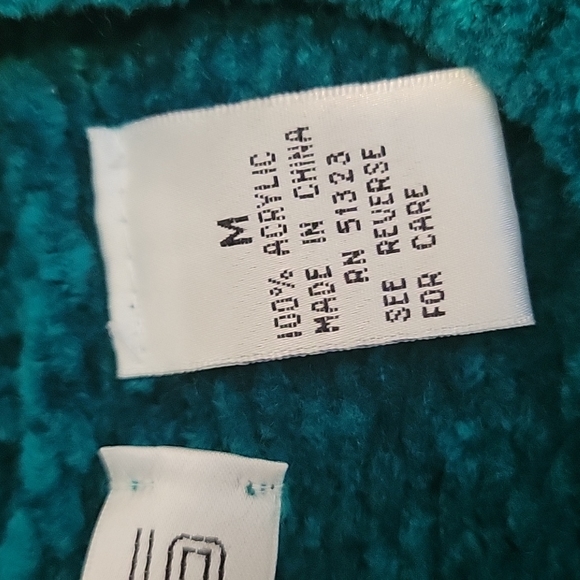 M
100% ACRYLIC
MADE IN CHINA
RN 51323
SEE REVERSE
FOR CARE